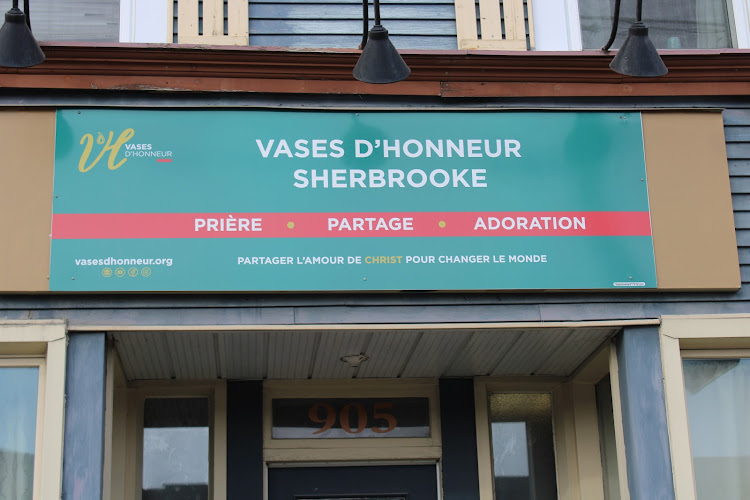 VH VASES
D'HONNEUR
VASES D'HONNEUR
SHERBROOKE
PRIÈRE • PARTAGE • ADORATION
vasesdhonneur.org
PARTAGER L'AMOUR DE CHRIST POUR CHANGER LE MONDE
905